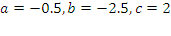 a = −0.5, b = −2.5, c = 2